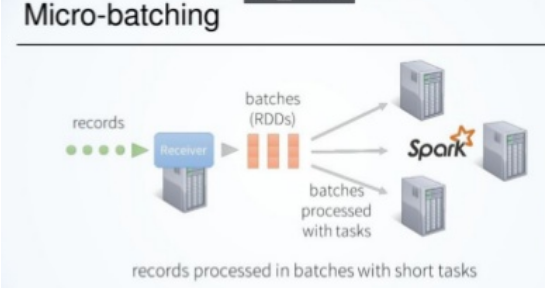 Micro-batching
batches
(RDDs)
records
Receiver
Spark
batches
processed
with tasks
records processed in batches with short tasks